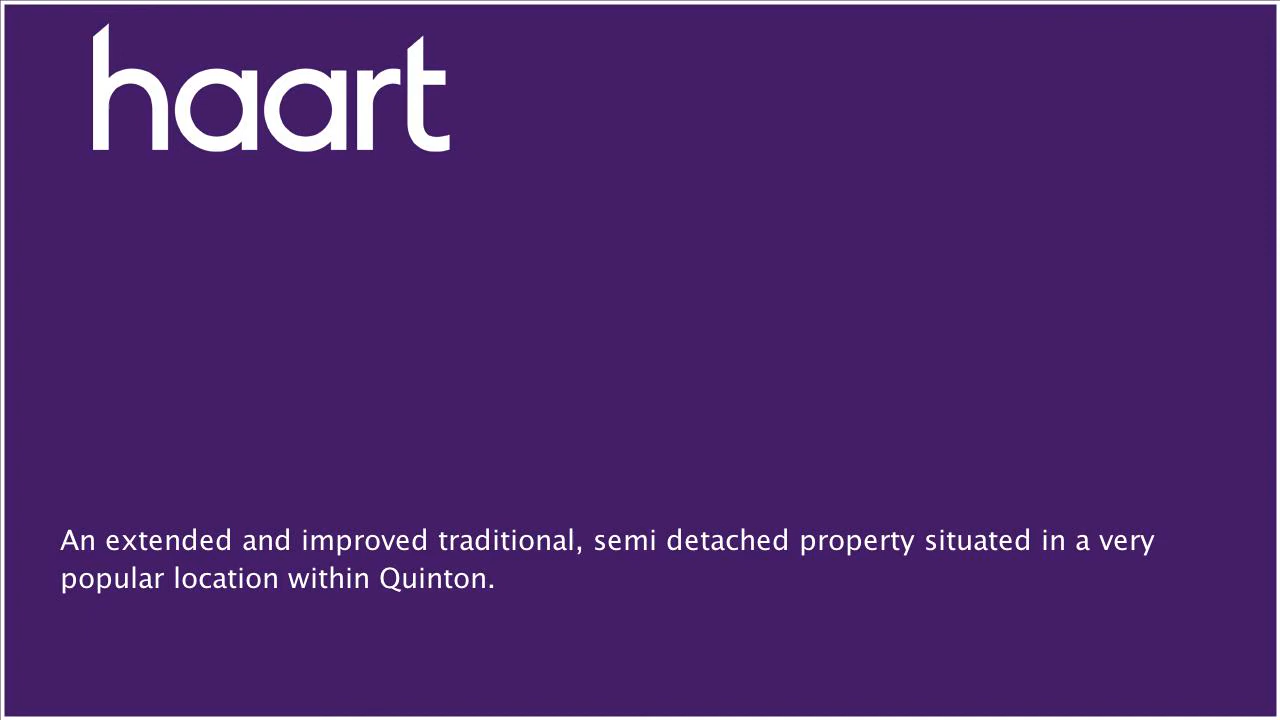 haart
An extended and improved traditional, semi detached property situated in a very
popular location within Quinton.